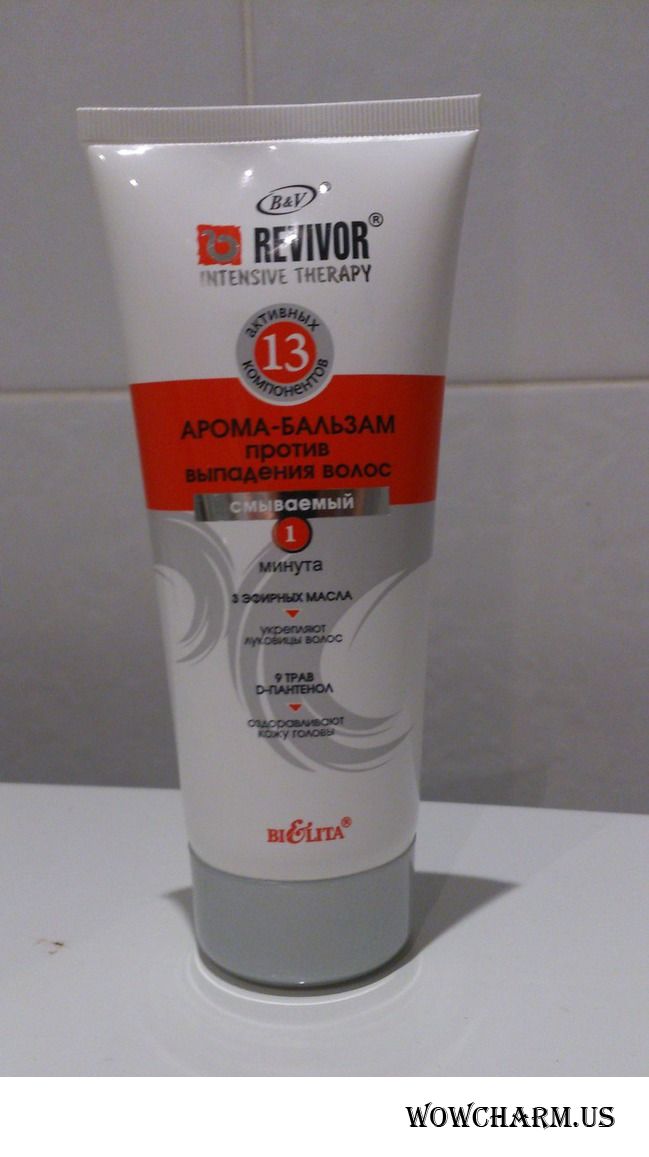 B&V
REVIVOR®
INTENSIVE THERAPY
активных
13
компонентов
АРОМА-БАЛЬЗАМ
против
выпадения волос
смываемый
1
минута
3 ЭФИРНЫХ МАСЛА
укрепляют
луковицы волос
9 ТРАВ
D-ПАНТЕНОЛ
оздоравливают
кожу головы
BIELITA®
WOWCHARM.US